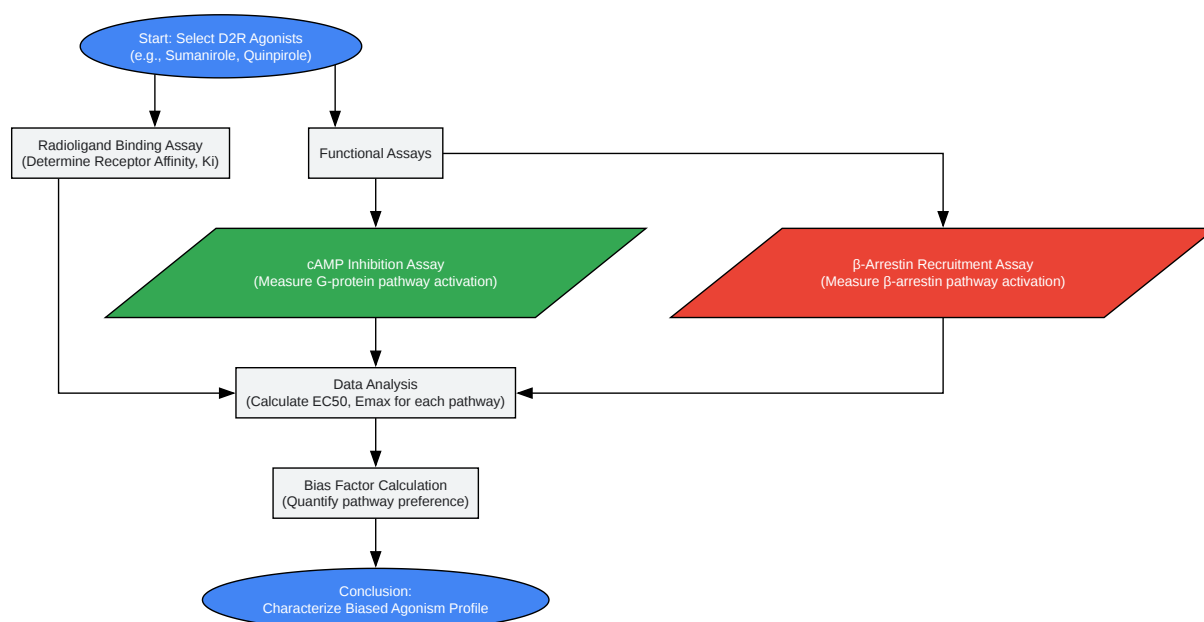 Start: Select D2R Agonists
(e.g., Sumanirole, Quinpirole)
Radioligand Binding Assay
(Determine Receptor Affinity, Ki)
Functional Assays
cAMP Inhibition Assay
(Measure G-protein pathway activation)
β-Arrestin Recruitment Assay
(Measure β-arrestin pathway activation)
Data Analysis
(Calculate EC50, Emax for each pathway)
Bias Factor Calculation
(Quantify pathway preference)
Conclusion:
Characterize Biased Agonism Profile